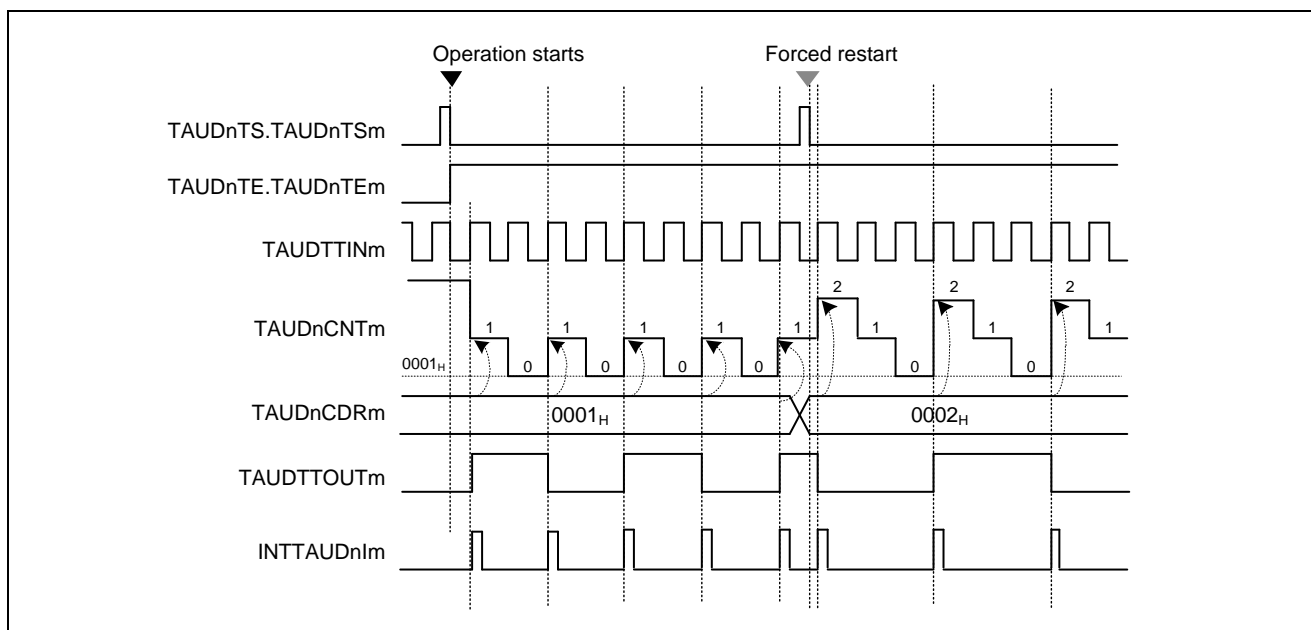 Operation starts Forced restart
TAUDnTS.TAUDnTSm
TAUDnTE.TAUDnTEm
TAUDTTINm
2 2 2
TAUDnCNTm 1 1 1 1 1 1 1 1
0001H 0 0 0 0 0 0
TAUDnCDRm 0001H 0002H
TAUDTTOUTm
INTTAUDnIm